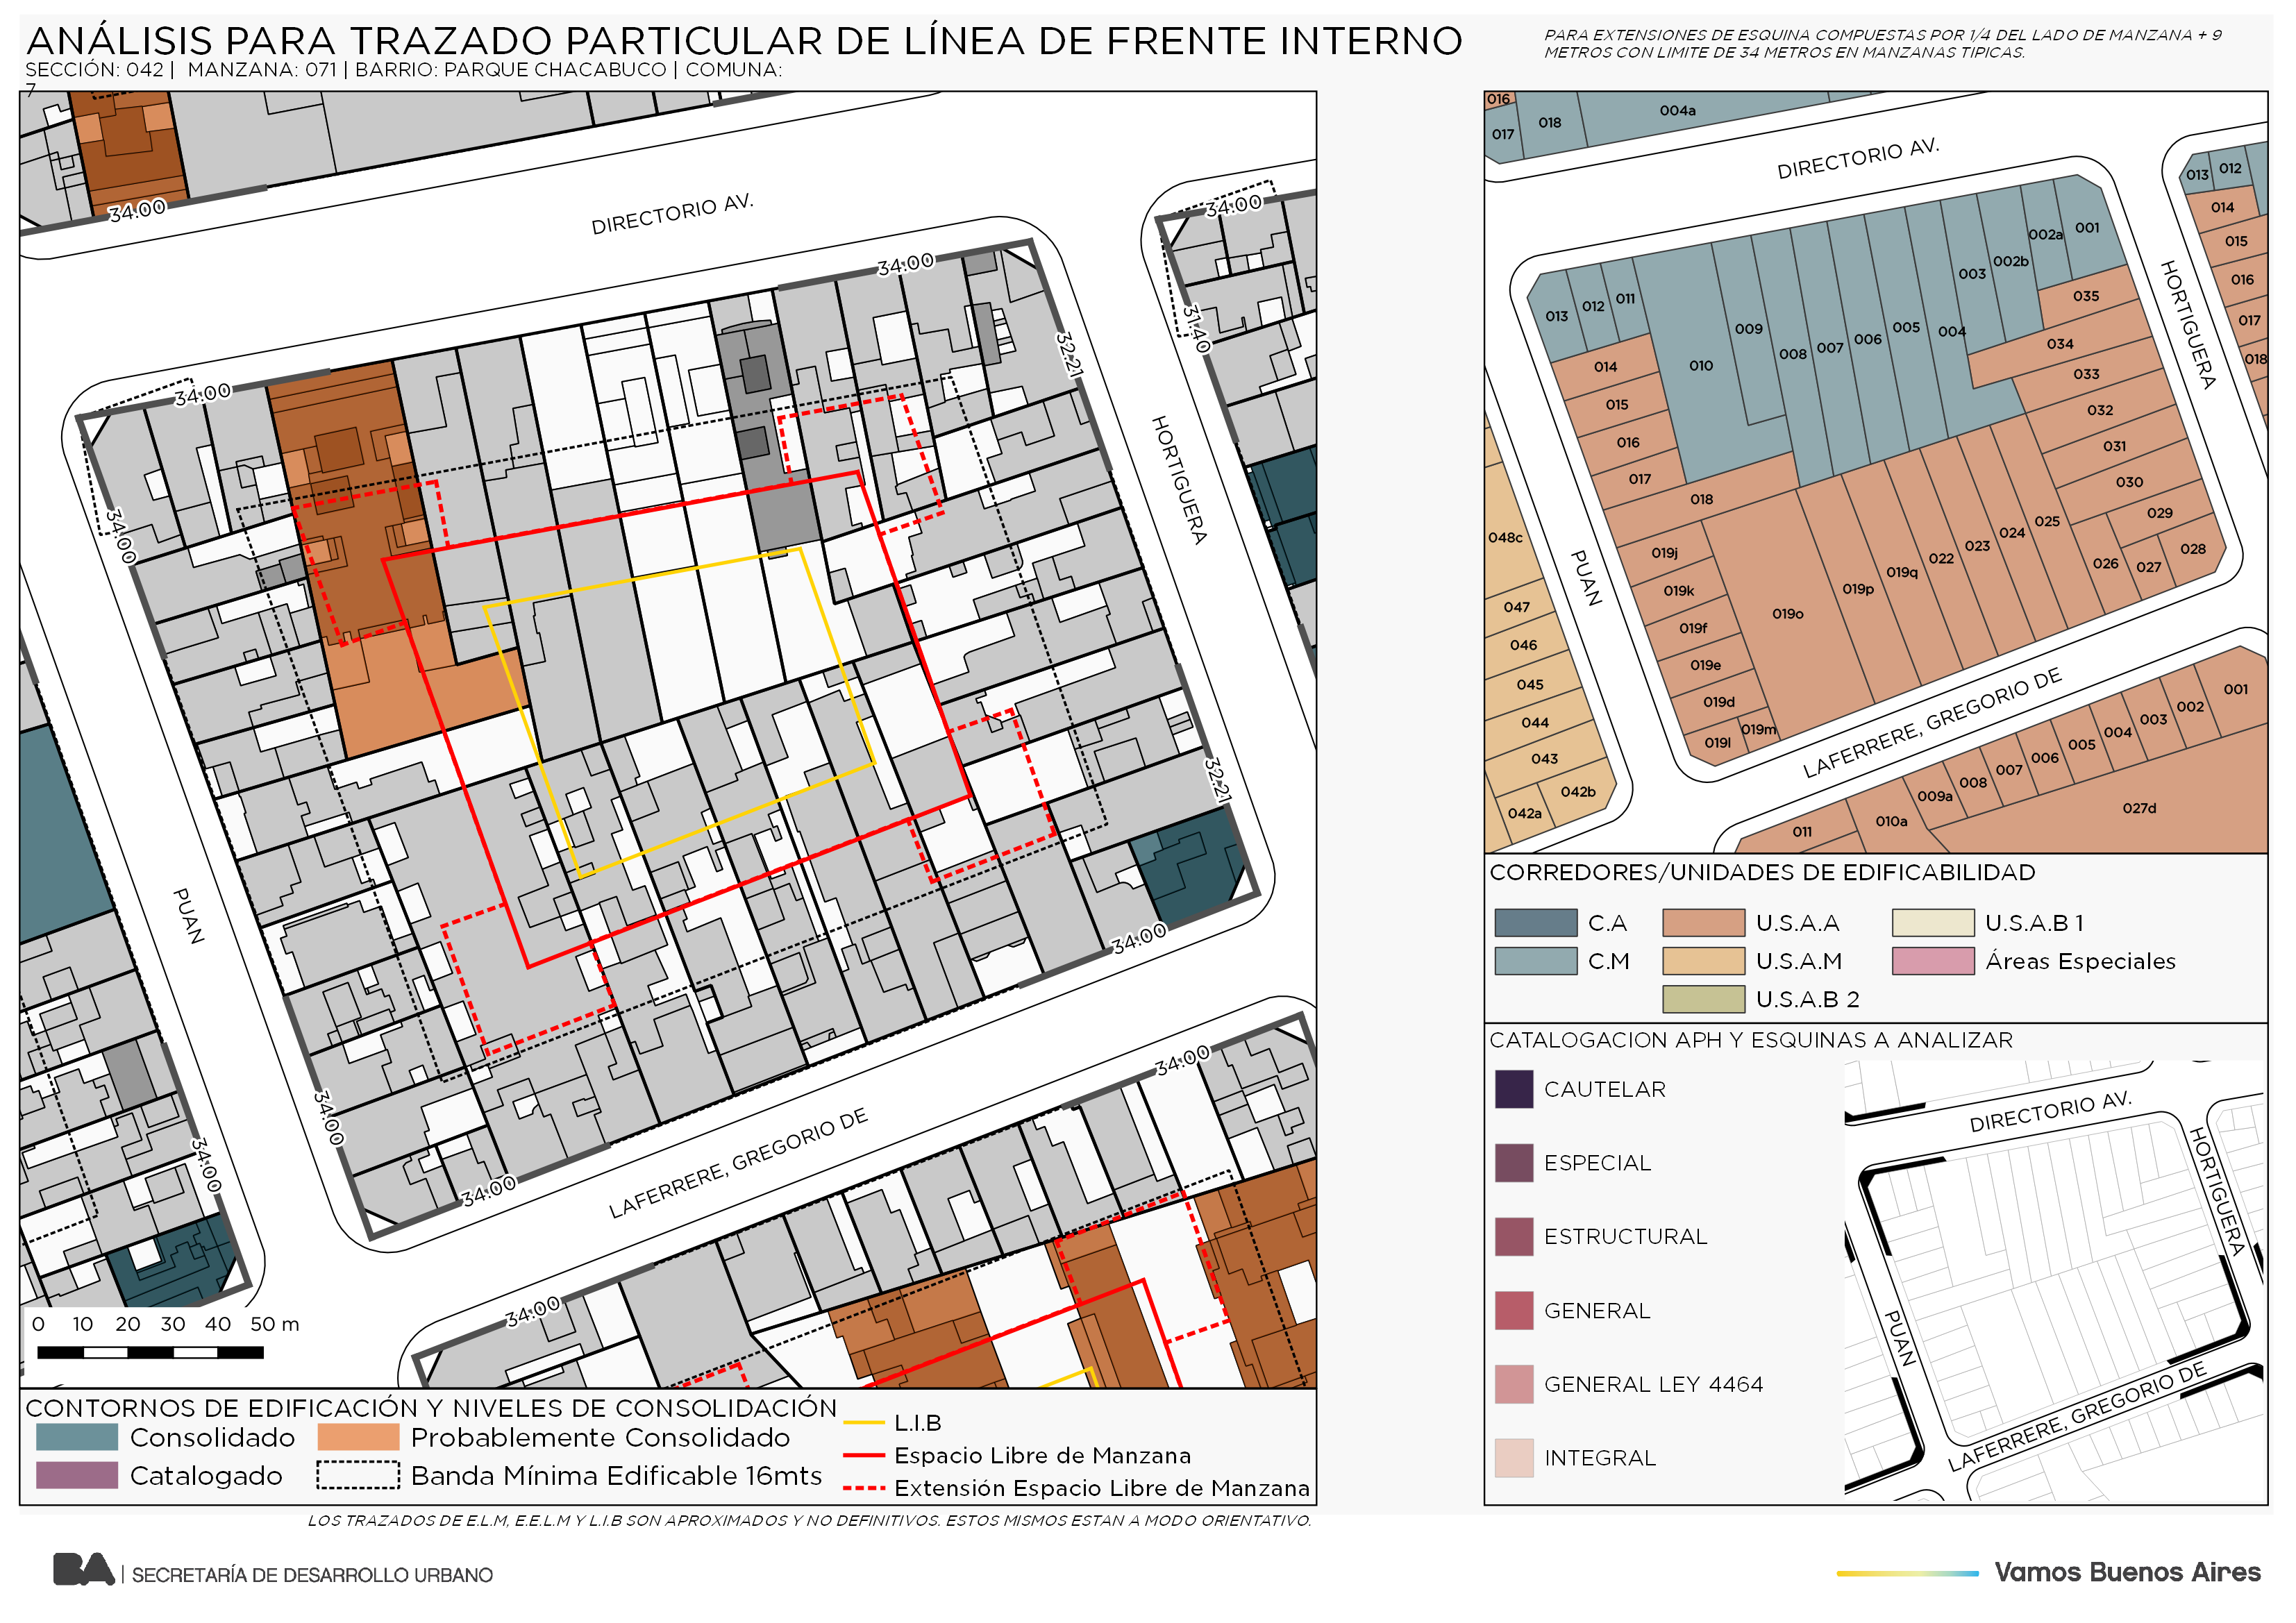 ANÁLISIS PARA TRAZADO PARTICULAR DE LÍNEA DE FRENTE INTERNO
SECCIÓN: 042 | MANZANA: 071 | BARRIO: PARQUE CHACABUCO | COMUNA:
7
PARA EXTENSIONES DE ESQUINA COMPUESTAS POR 1/4 DEL LADO DE MANZANA + 9
METROS CON LIMITE DE 34 METROS EN MANZANAS TIPICAS.
34.00
DIRECTORIO AV.
34.00
34.00
34.00
31.40
32.21
34.00
HORTIGUERA
PUAN
32.21
34.00
34.00
34.00
34.00
34.00
34.00
LAFERRERE, GREGORIO DE
0 10 20 30 40 50 m
CONTORNOS DE EDIFICACIÓN Y NIVELES DE CONSOLIDACIÓN
Consolidado
Probablemente Consolidado
Catalogado
Banda Mínima Edificable 16mts
L.I.B
Espacio Libre de Manzana
Extensión Espacio Libre de Manzana
LOS TRAZADOS DE E.L.M, E.E.L.M Y L.I.B SON APROXIMADOS Y NO DEFINITIVOS. ESTOS MISMOS ESTAN A MODO ORIENTATIVO.
016
017
018
004a
DIRECTORIO AV.
013
012
014
015
016
017
018
HORTIGUERA
013
012
011
010
009
008
007
006
005
004
003
002b
002a
001
035
034
033
032
031
030
029
028
027
026
025
024
023
022
019q
019p
019o
014
015
016
017
018
019j
019k
019f
019e
019d
019l
019m
PUAN
048c
047
046
045
044
043
042b
042a
LAFERRERE, GREGORIO DE
011
010a
009a
008
007
006
005
004
003
002
001
027d
CORREDORES/UNIDADES DE EDIFICABILIDAD
C.A
U.S.A.A
U.S.A.B 1
C.M
U.S.A.M
Áreas Especiales
U.S.A.B 2
CATALOGACION APH Y ESQUINAS A ANALIZAR
CAUTELAR
ESPECIAL
ESTRUCTURAL
GENERAL
GENERAL LEY 4464
INTEGRAL
DIRECTORIO AV.
HORTIGUERA
PUAN
LAFERRERE, GREGORIO DE
BA | SECRETARÍA DE DESARROLLO URBANO
Vamos Buenos Aires